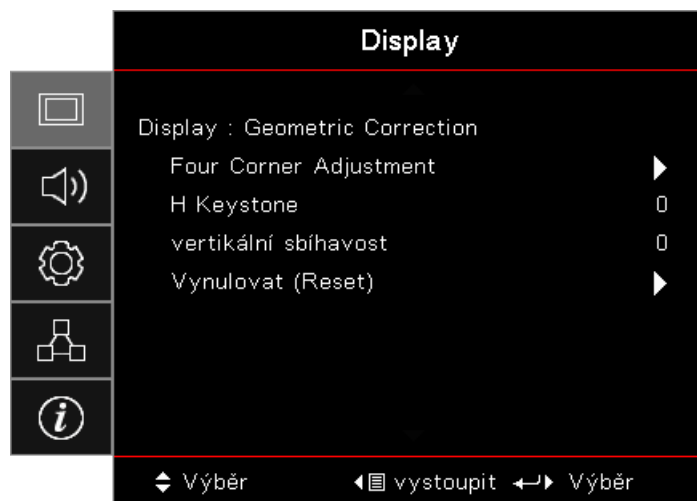 Display
Display : Geometric Correction
Four Corner Adjustment
H Keystone 0
vertikální sbíhavost 0
Vynulovat (Reset)
Výběr vystoupit Výběr